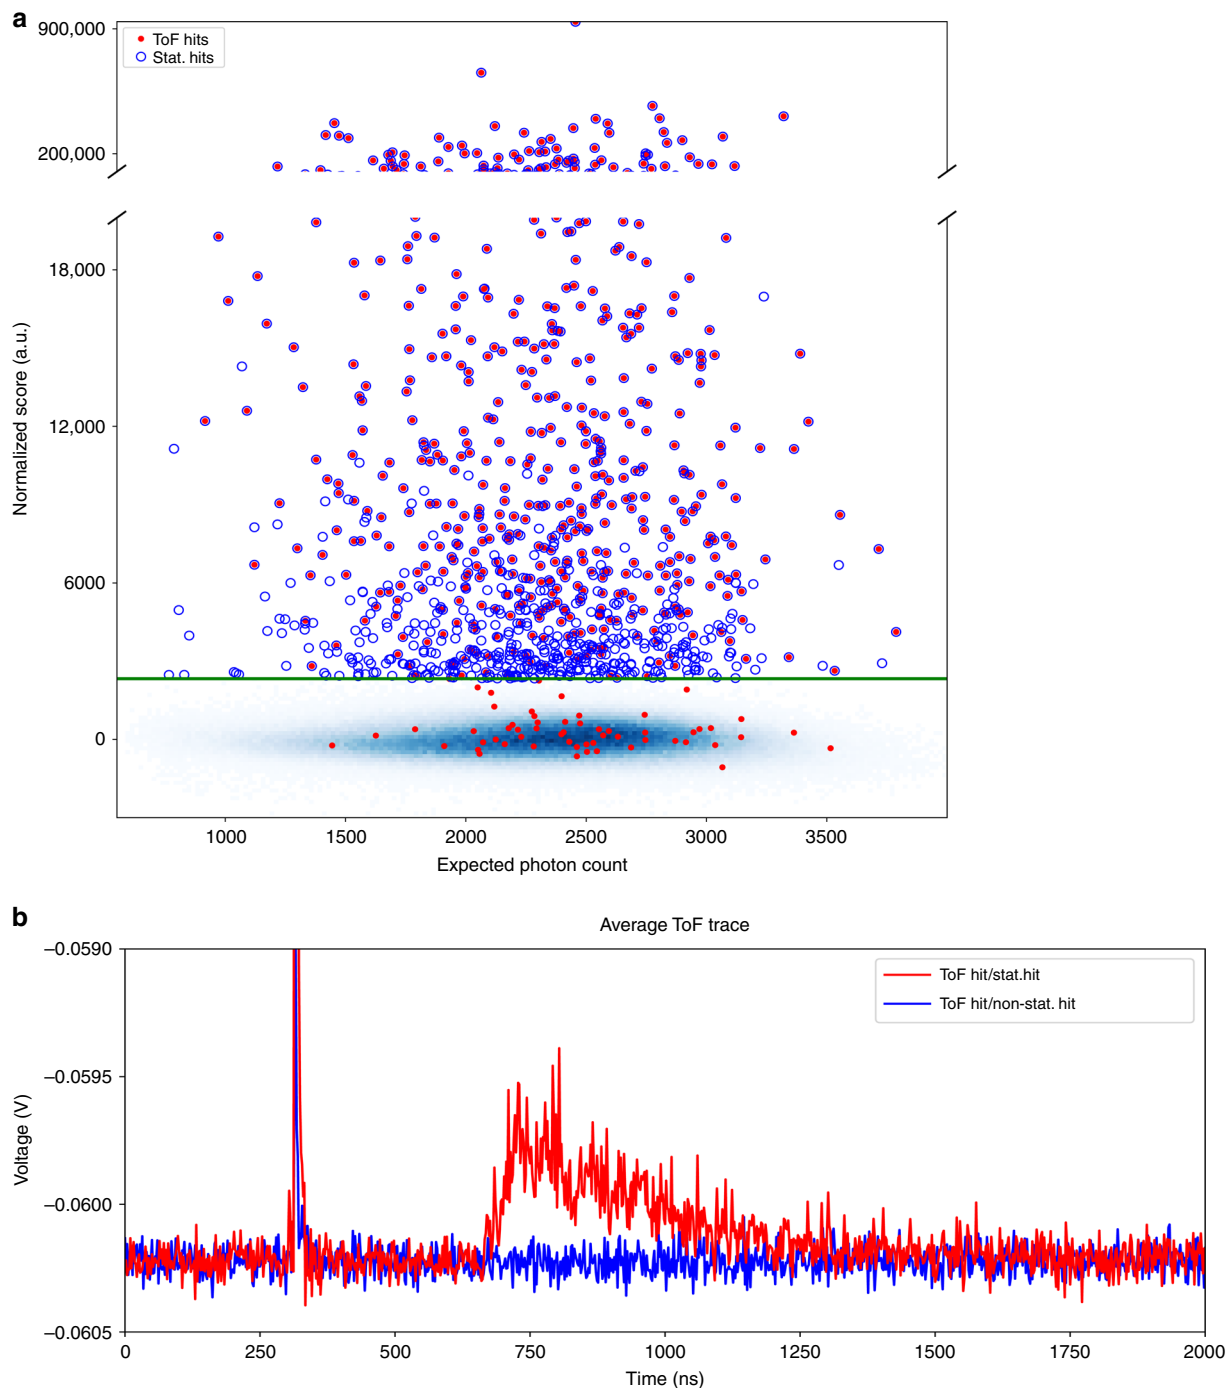 a
900,000
ToF hits
Stat. hits
200,000
18,000
12,000
6000
0
Normalized score (a.u.)
1000 1500 2000 2500 3000 3500
Expected photon count
b
Average ToF trace
−0.0590
ToF hit/stat.hit
ToF hit/non-stat. hit
−0.0595
−0.0600
−0.0605
Voltage (V)
0 250 500 750 1000 1250 1500 1750 2000
Time (ns)